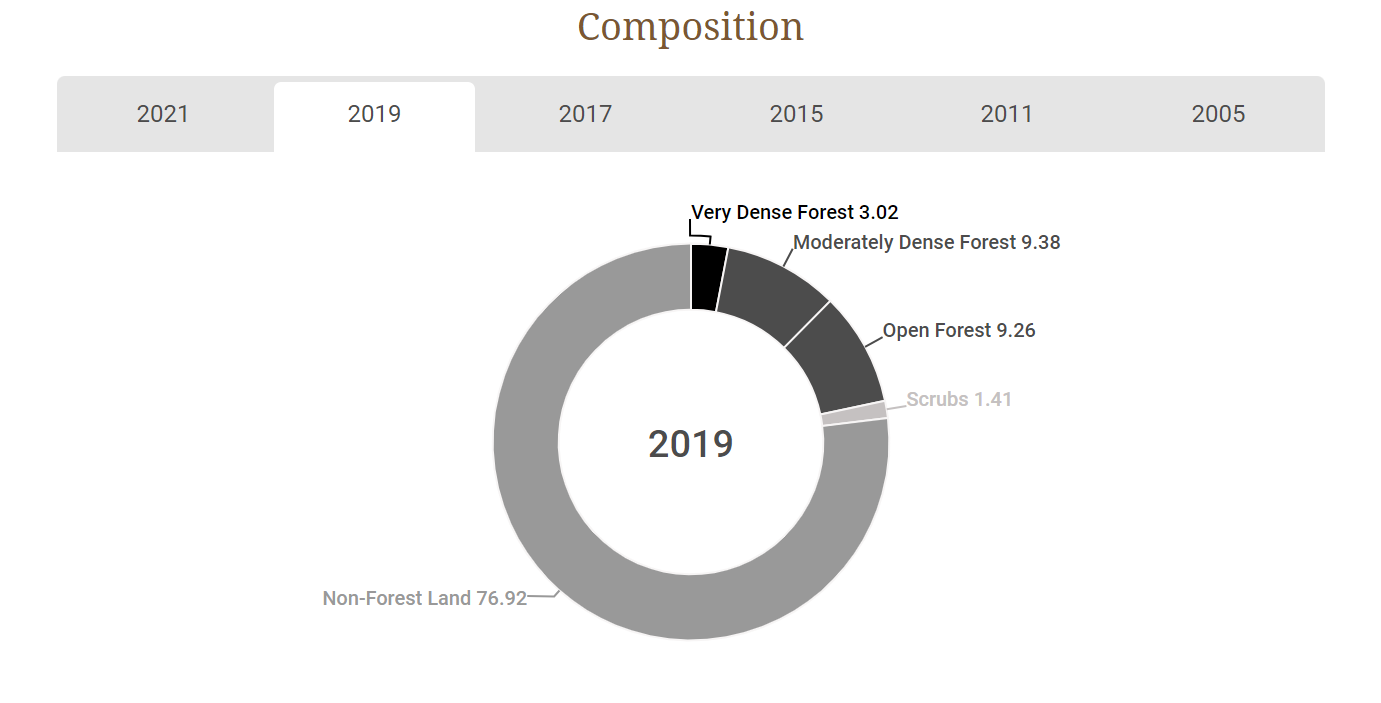 Composition
2021 2019 2017 2015 2011 2005
Very Dense Forest 3.02
Moderately Dense Forest 9.38
Open Forest 9.26
Scrubs 1.41
2019
Non-Forest Land 76.92